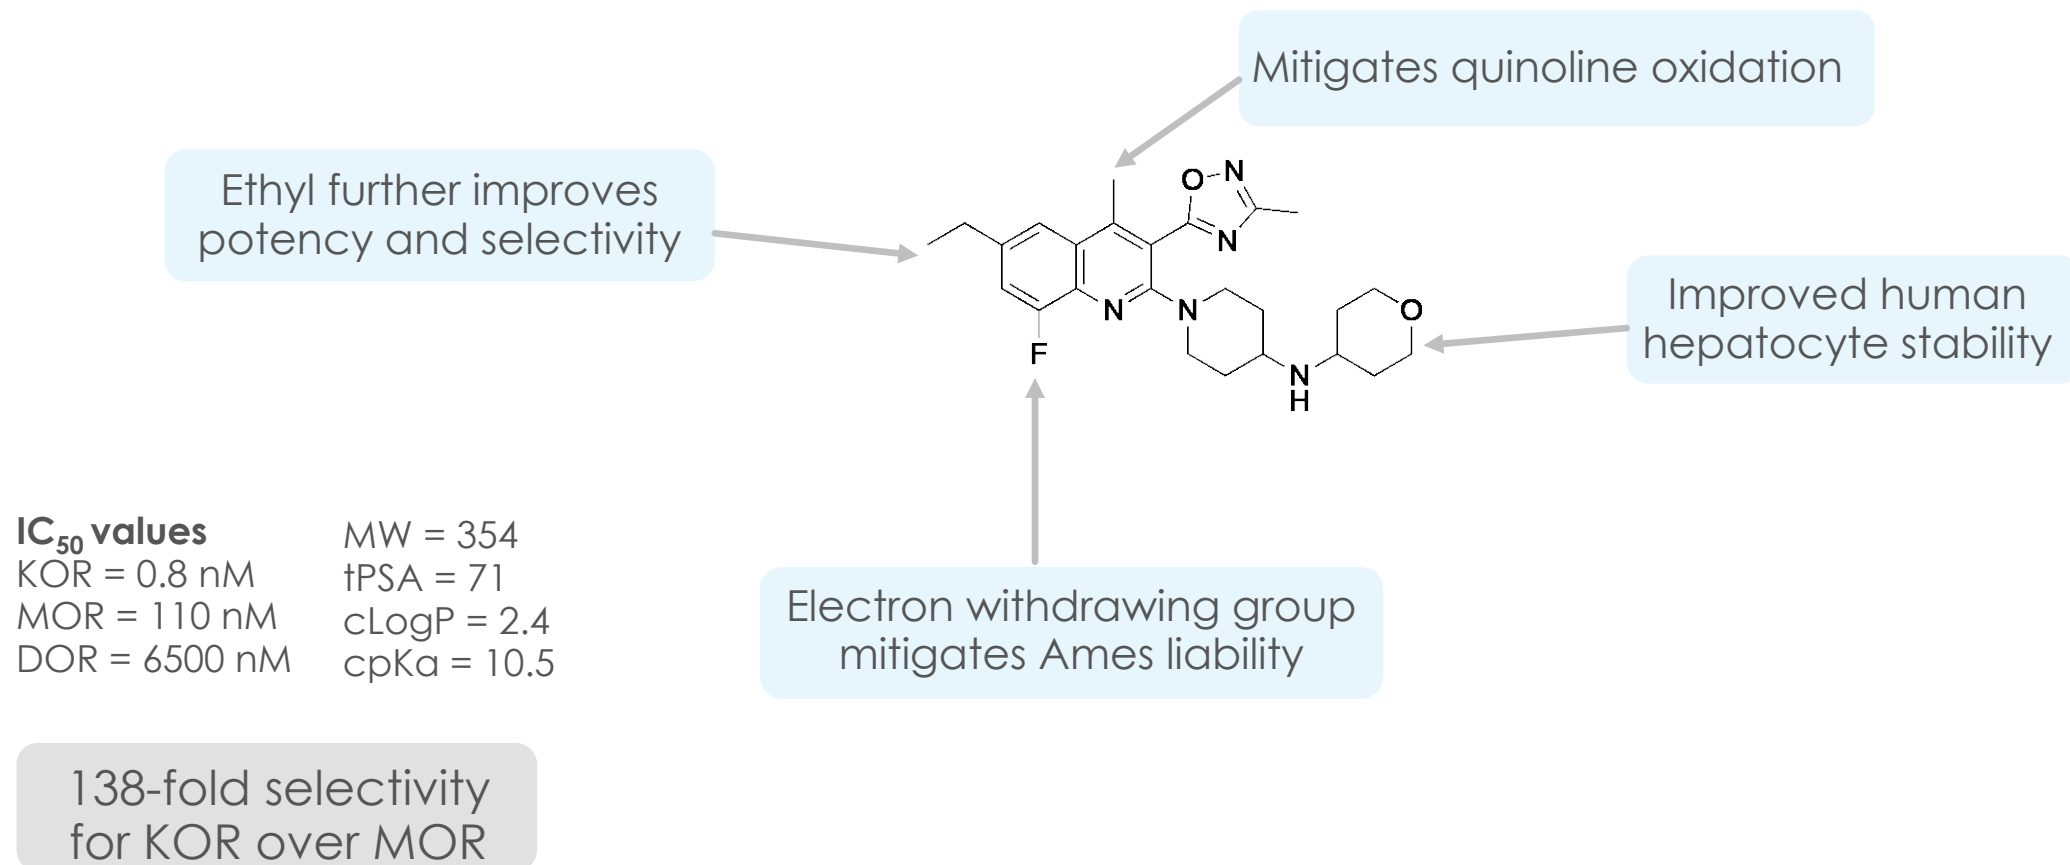 Mitigates quinoline oxidation
Ethyl further improves
potency and selectivity
O
N
N
N
N
F
N
H
O
Improved human
hepatocyte stability
IC50 values
KOR = 0.8 nM
MOR = 110 nM
DOR = 6500 nM
MW = 354
tPSA = 71
cLogP = 2.4
cpKa = 10.5
Electron withdrawing group
mitigates Ames liability
138-fold selectivity
for KOR over MOR